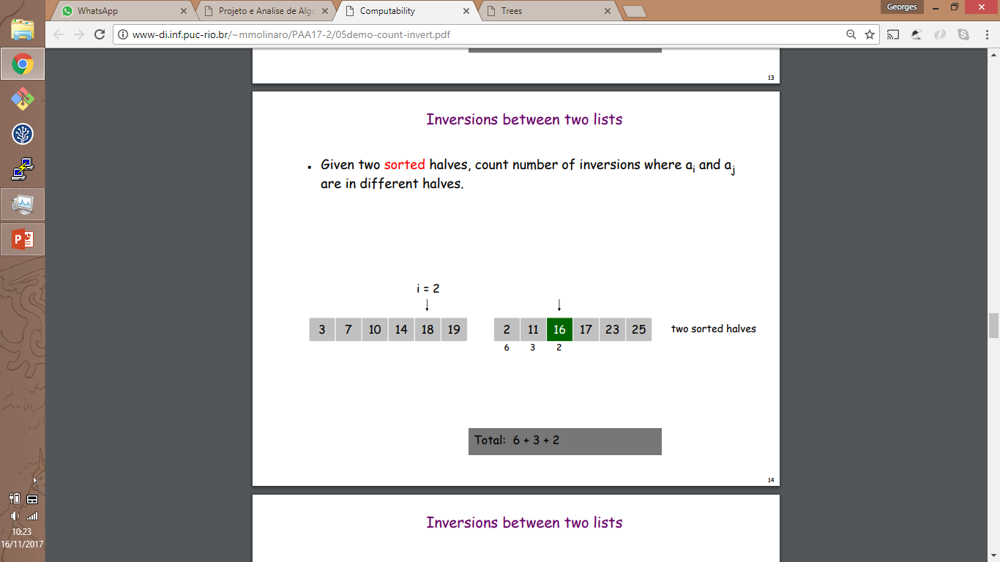 WhatsApp
Projeto e Analise de Algo
Computability
Trees
Georges
www-di.inf.puc-rio.br/~mmolinaro/PAA17-2/05demo-count-invert.pdf
13
Inversions between two lists
Given two sorted halves, count number of inversions where ai and aj
are in different halves.
i = 2
3 7 10 14 18 19 2 11 16 17 23 25 two sorted halves
6 3 2
Total: 6 + 3 + 2
14
Inversions between two lists
P
10:23
16/11/2017